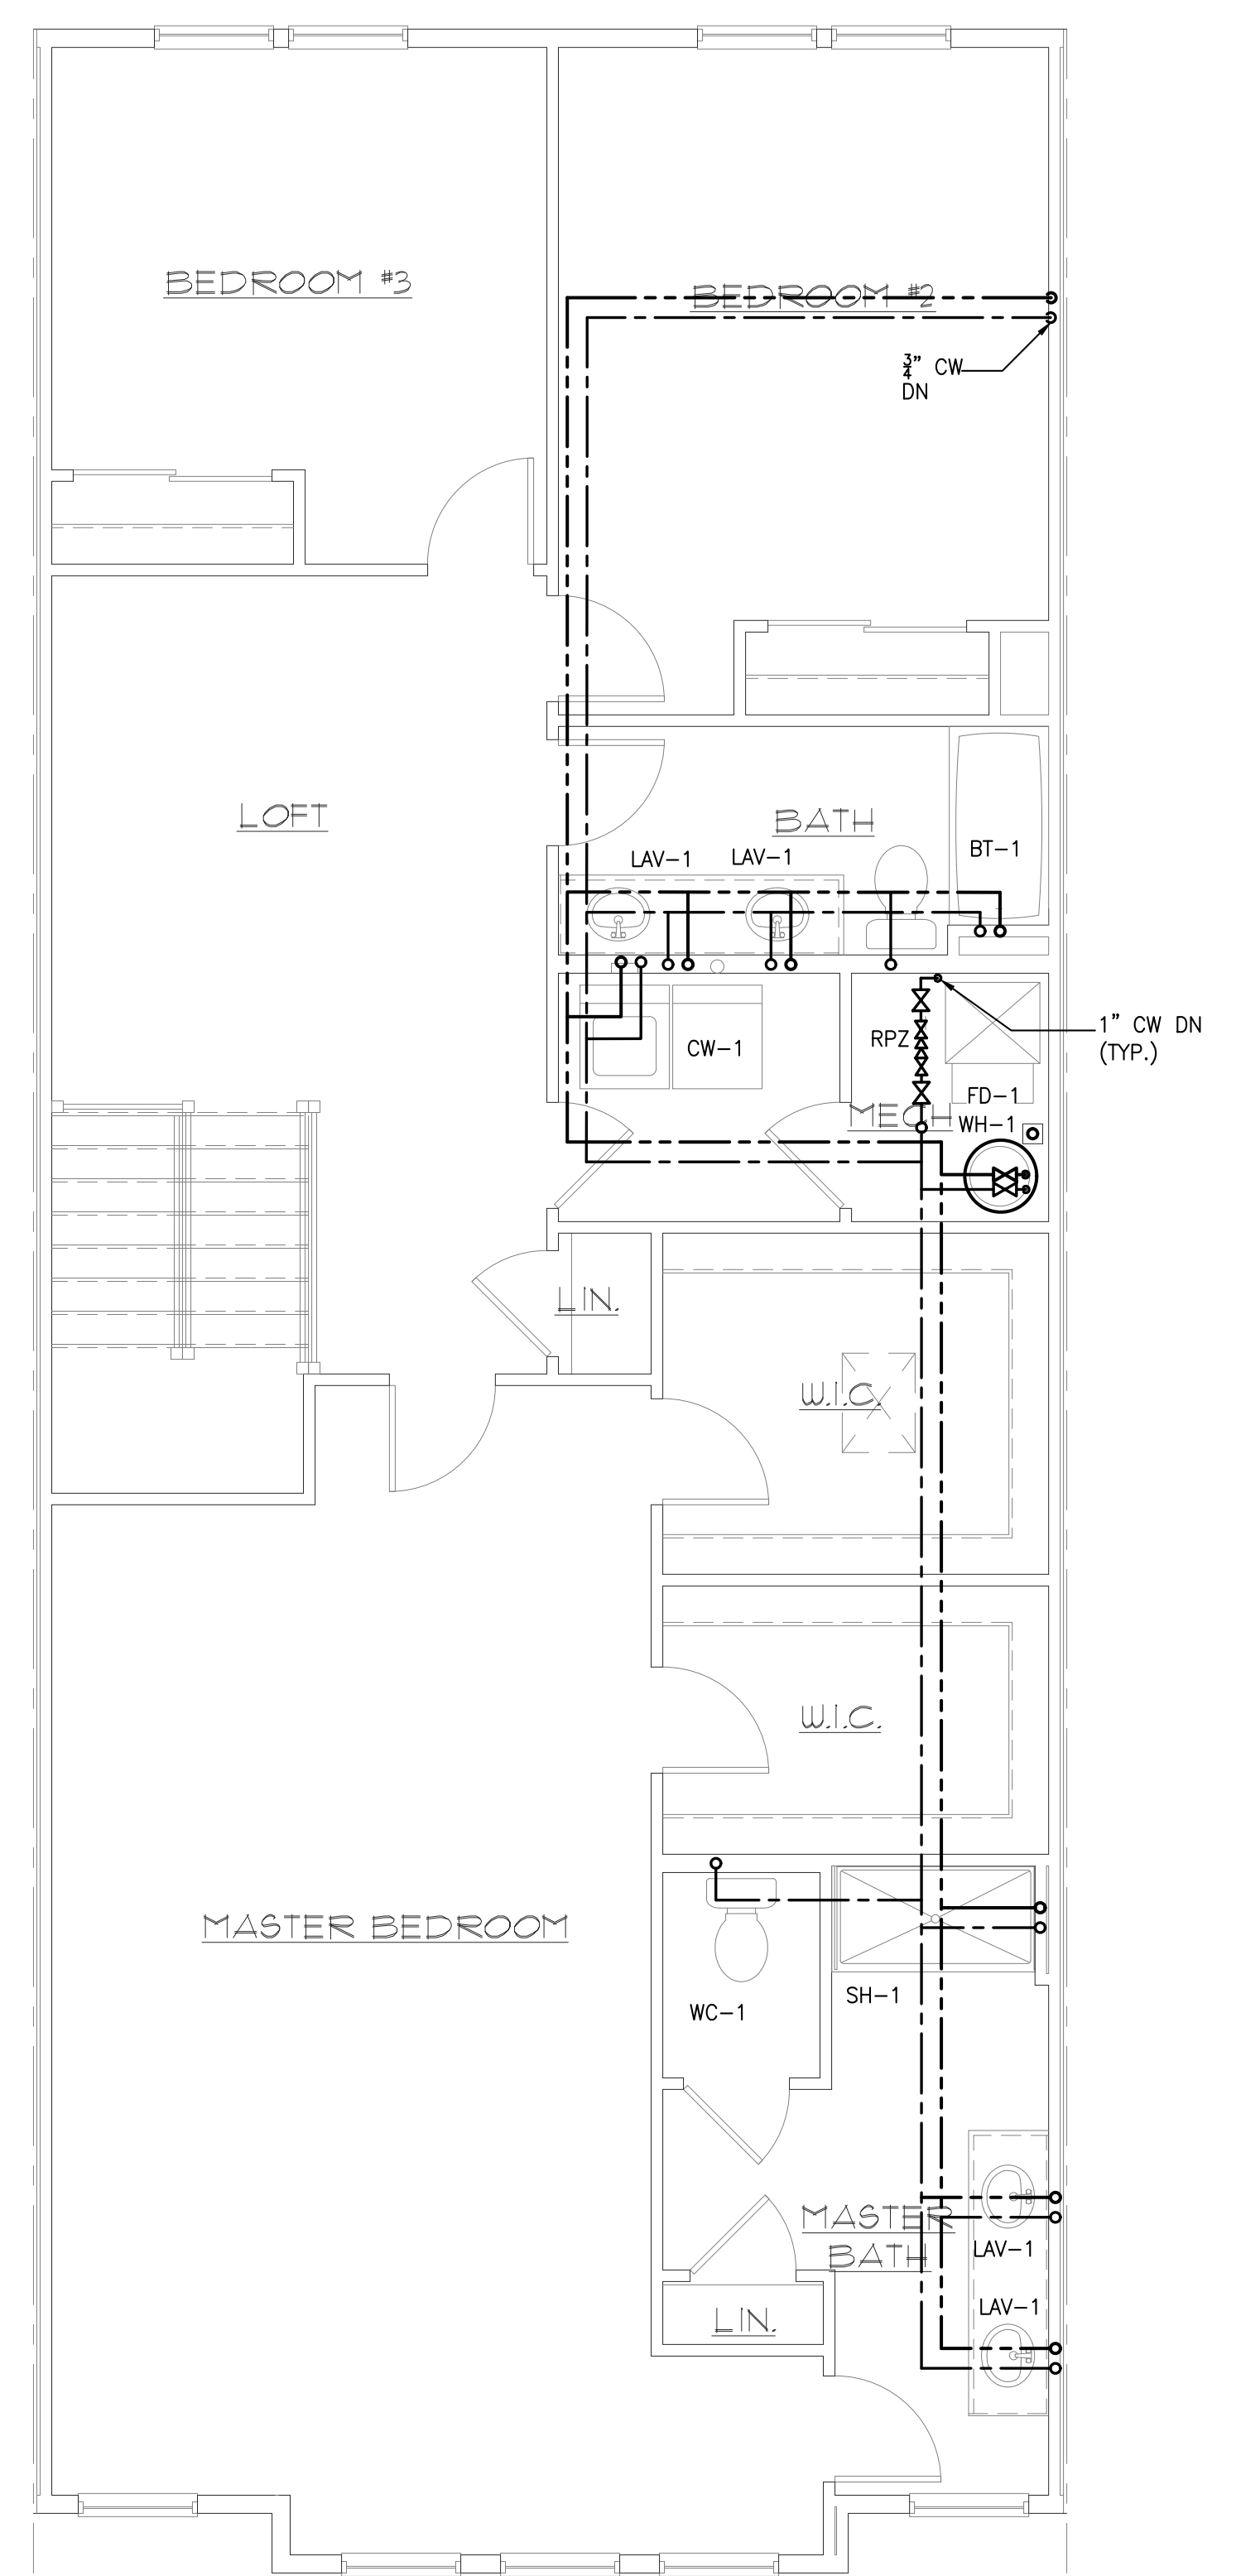 BEDROOM #3
BEDROOM #2
3/4" CW
DN
LOFT
BATH
LAV-1
LAV-1
BT-1
CW-1
RPZ
1" CW DN
(TYP.)
FD-1
MECH
WH-1
LIN.
W.I.C.
W.I.C.
MASTER BEDROOM
SH-1
WC-1
MASTER
BATH
LAV-1
LAV-1
LIN.